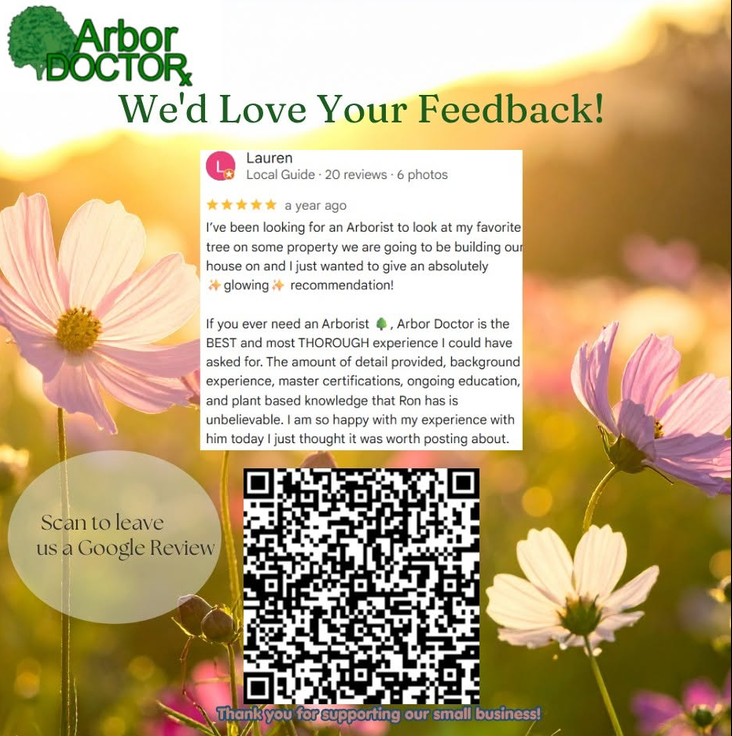 Arbor
DOCTORx
We'd Love Your Feedback!
L
Lauren
Local Guide · 20 reviews · 6 photos
a year ago
I've been looking for an Arborist to look at my favorite
tree on some property we are going to be building our
house on and I just wanted to give an absolutely
✨glowing✨ recommendation!
If you ever need an Arborist 🌳, Arbor Doctor is the
BEST and most THOROUGH experience I could have
asked for. The amount of detail provided, background
experience, master certifications, ongoing education,
and plant based knowledge that Ron has is
unbelievable. I am so happy with my experience with
him today I just thought it was worth posting about.
Scan to leave
us a Google Review
Thank you for supporting our small business!